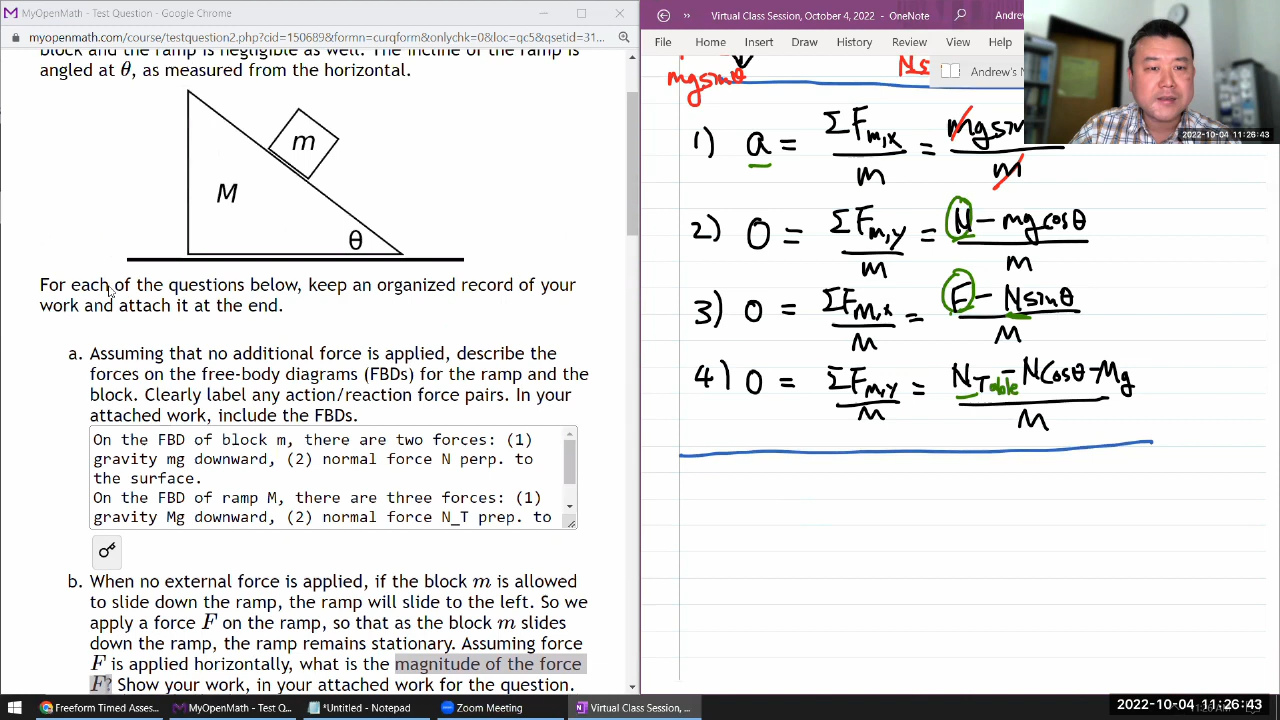 MyOpenMath - Test Question - Google Chrome
myopenmath.com/course/testquestion2.php?cid=150689&formn=curqform&onlychk=0&loc=qc5&qsetid=31...
block and the ramp is negligible as well. The incline of the ramp is
angled at θ, as measured from the horizontal.
m
M
θ
For each of the questions below, keep an organized record of your
work and attach it at the end.
a. Assuming that no additional force is applied, describe the
forces on the free-body diagrams (FBDs) for the ramp and the
block. Clearly label any action/reaction force pairs. In your
attached work, include the FBDs.
On the FBD of block m, there are two forces: (1)
gravity mg downward, (2) normal force N perp. to
the surface.
On the FBD of ramp M, there are three forces: (1)
gravity Mg downward, (2) normal force N_T prep. to
b. When no external force is applied, if the block m is allowed
to slide down the ramp, the ramp will slide to the left. So we
apply a force F on the ramp, so that as the block m slides
down the ramp, the ramp remains stationary. Assuming force
F is applied horizontally, what is the magnitude of the force
F? Show your work, in your attached work for the question.
Virtual Class Session, October 4, 2022 - OneNote
Andrew
File Home Insert Draw History Review View Help
Andrew's N
mg sinθ
Ns
1) a = ΣF_m,x / m = mg sin / m
2) 0 = ΣF_m,y / m = N - mg cosθ / m
3) 0 = ΣF_M,x / M = F - N sinθ / M
4) 0 = ΣF_M,y / M = N_Table - N cosθ - Mg / M
2022-10-04 11:26:43
Freeform Timed Asses... MyOpenMath - Test Q... *Untitled - Notepad Zoom Meeting Virtual Class Session, ...
2022-10-04 11:26:43